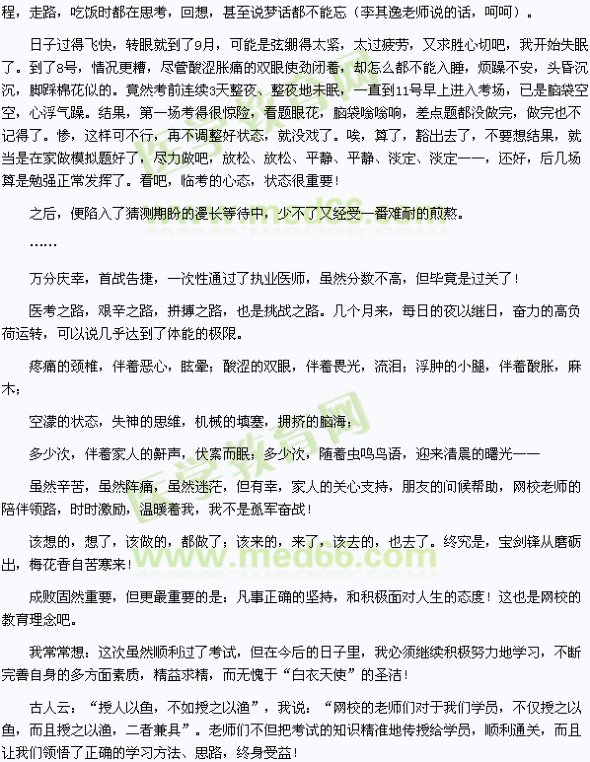 程，走路，吃饭时都在思考，回想，甚至说梦话都不能忘（李其逸老师说的话，呵呵）。
日子过得飞快，转眼就到了9月，可能是弦绷得太紧，太过疲劳，又求胜心切吧，我开始失眠
了。到了8号，情况更糟，尽管酸涩胀痛的双眼使劲闭着，却怎么都不能入睡，烦躁不安，头昏沉
沉，脚踩棉花似的。竟然考前连续3天整夜、整夜地未眠，一直到11号早上进入考场，已是脑袋空
空，心浮气躁。结果，第一场考得很惊险，看题眼花，脑袋嗡嗡响，差点题都没做完，做完也不
记得了。惨，这样可不行，再不调整好状态，就没戏了。唉，算了，豁出去了，不要想结果，就
当是在家做模拟题好了，尽力做吧，放松、放松、平静、平静、淡定、淡定——，还好，后几场
算是勉强正常发挥了。看吧，临考的心态，状态很重要！
之后，便陷入了猜测期盼的漫长等待中，少不了又经受一番难耐的煎熬。
……
万分庆幸，首战告捷，一次性通过了执业医师，虽然分数不高，但毕竟是过关了！
医考之路，艰辛之路，拼搏之路，也是挑战之路。几个月来，每日的夜以继日，奋力的高负
荷运转，可以说几乎达到了体能的极限。
疼痛的颈椎，伴着恶心，眩晕；酸涩的双眼，伴着畏光，流泪；浮肿的小腿，伴着酸胀，麻
木；
空濛的状态，失神的思维，机械的填塞，拥挤的脑海；
多少次，伴着家人的鼾声，伏案而眠；多少次，随着虫鸣鸟语，迎来清晨的曙光——
虽然辛苦，虽然阵痛，虽然迷茫，但有幸，家人的关心支持，朋友的问候帮助，网校老师的
陪伴领路，时时激励，温暖着我，我不是孤军奋战！
该想的，想了，该做的，都做了；该来的，来了，该去的，也去了。终究是，宝剑锋从磨砺
出，梅花香自苦寒来！
成败固然重要，但更最重要的是：凡事正确的坚持，和积极面对人生的态度！这也是网校的
教育理念吧。
我常常想：这次虽然顺利过了考试，但在今后的日子里，我必须继续积极努力地学习，不断
完善自身的多方面素质，精益求精，而无愧于“白衣天使”的圣洁！
古人云：“授人以鱼，不如授之以渔”，我说：“网校的老师们对于我们学员，不仅授之以
鱼，而且授之以渔，二者兼具”。老师们不但把考试的知识精准地传授给学员，顺利通关，而且
让我们领悟了正确的学习方法、思路，终身受益！
医学教育网
www.med66.com
医学教育网
www.med66.com